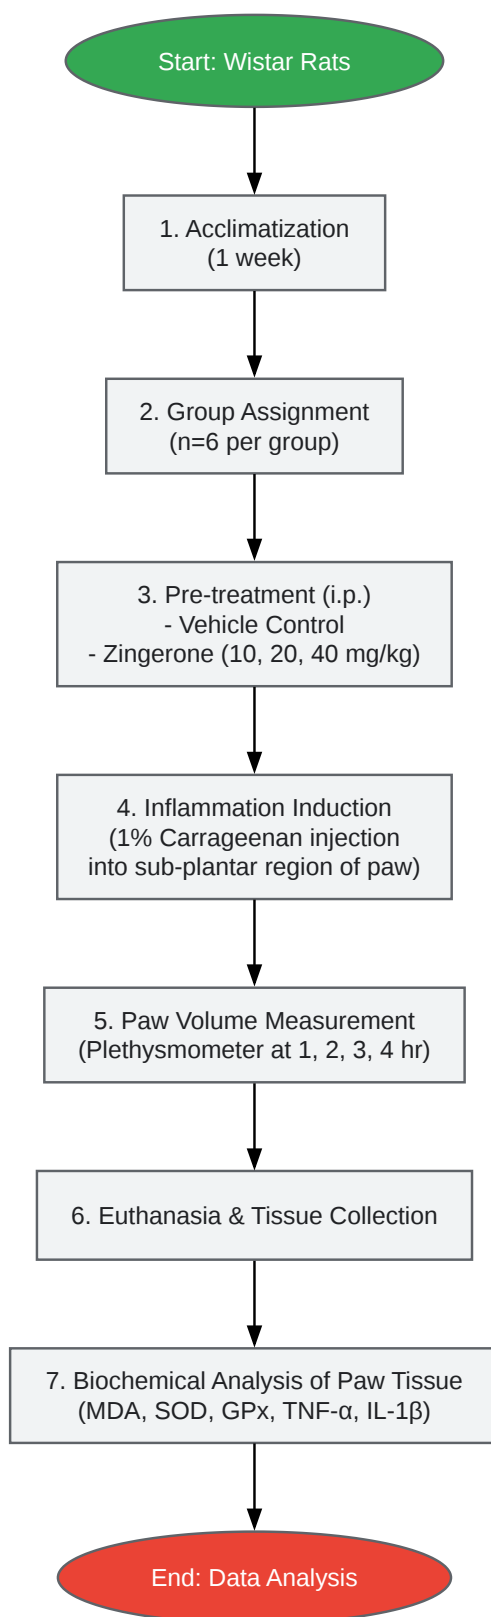 Start: Wistar Rats
1. Acclimatization
(1 week)
2. Group Assignment
(n=6 per group)
3. Pre-treatment (i.p.)
- Vehicle Control
- Zingerone (10, 20, 40 mg/kg)
4. Inflammation Induction
(1% Carrageenan injection
into sub-plantar region of paw)
5. Paw Volume Measurement
(Plethysmometer at 1, 2, 3, 4 hr)
6. Euthanasia & Tissue Collection
7. Biochemical Analysis of Paw Tissue
(MDA, SOD, GPx, TNF-α, IL-1β)
End: Data Analysis